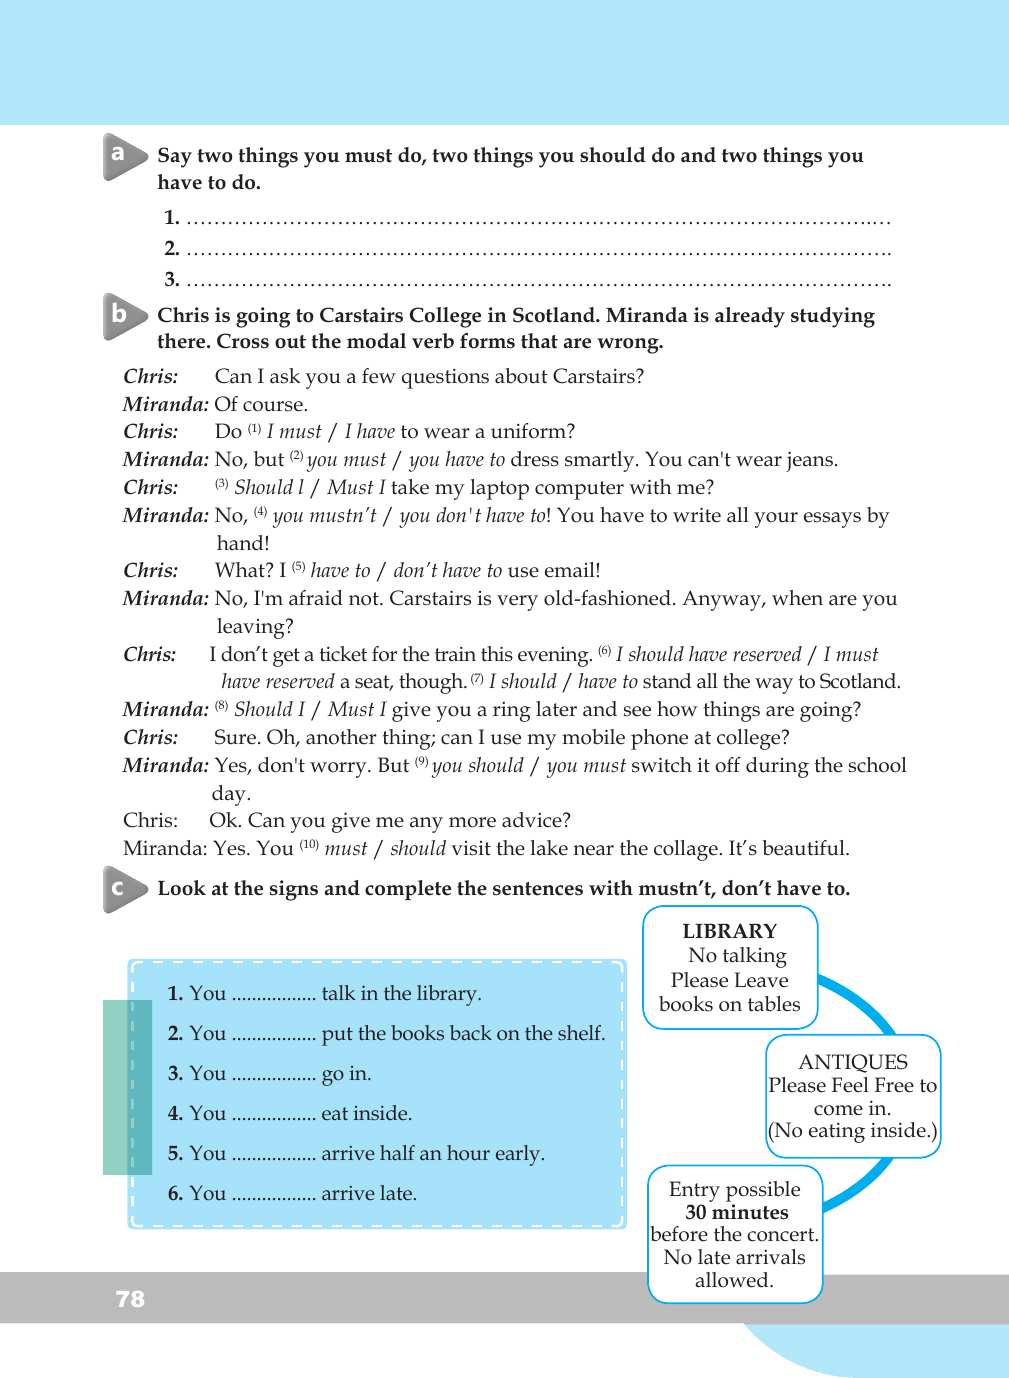 a
Say two things you must do, two things you should do and two things you
have to do.
1. ……………………………………………………………………………………….…
2. ………………………………………………………………………………………….
3. ………………………………………………………………………………………….
b
Chris is going to Carstairs College in Scotland. Miranda is already studying
there. Cross out the modal verb forms that are wrong.
Chris: Can I ask you a few questions about Carstairs?
Miranda: Of course.
Chris: Do (1) I must / I have to wear a uniform?
Miranda: No, but (2) you must / you have to dress smartly. You can't wear jeans.
Chris: (3) Should l / Must I take my laptop computer with me?
Miranda: No, (4) you mustn’t / you don't have to! You have to write all your essays by
hand!
Chris: What? I (5) have to / don’t have to use email!
Miranda: No, I'm afraid not. Carstairs is very old-fashioned. Anyway, when are you
leaving?
Chris: I don’t get a ticket for the train this evening. (6) I should have reserved / I must
have reserved a seat, though. (7) I should / have to stand all the way to Scotland.
Miranda: (8) Should I / Must I give you a ring later and see how things are going?
Chris: Sure. Oh, another thing; can I use my mobile phone at college?
Miranda: Yes, don't worry. But (9) you should / you must switch it off during the school
day.
Chris: Ok. Can you give me any more advice?
Miranda: Yes. You (10) must / should visit the lake near the collage. It’s beautiful.
c
Look at the signs and complete the sentences with mustn’t, don’t have to.
1. You ................. talk in the library.
2. You ................. put the books back on the shelf.
3. You ................. go in.
4. You ................. eat inside.
5. You ................. arrive half an hour early.
6. You ................. arrive late.
LIBRARY
No talking
Please Leave
books on tables
ANTIQUES
Please Feel Free to
come in.
(No eating inside.)
Entry possible
30 minutes
before the concert.
No late arrivals
allowed.
78